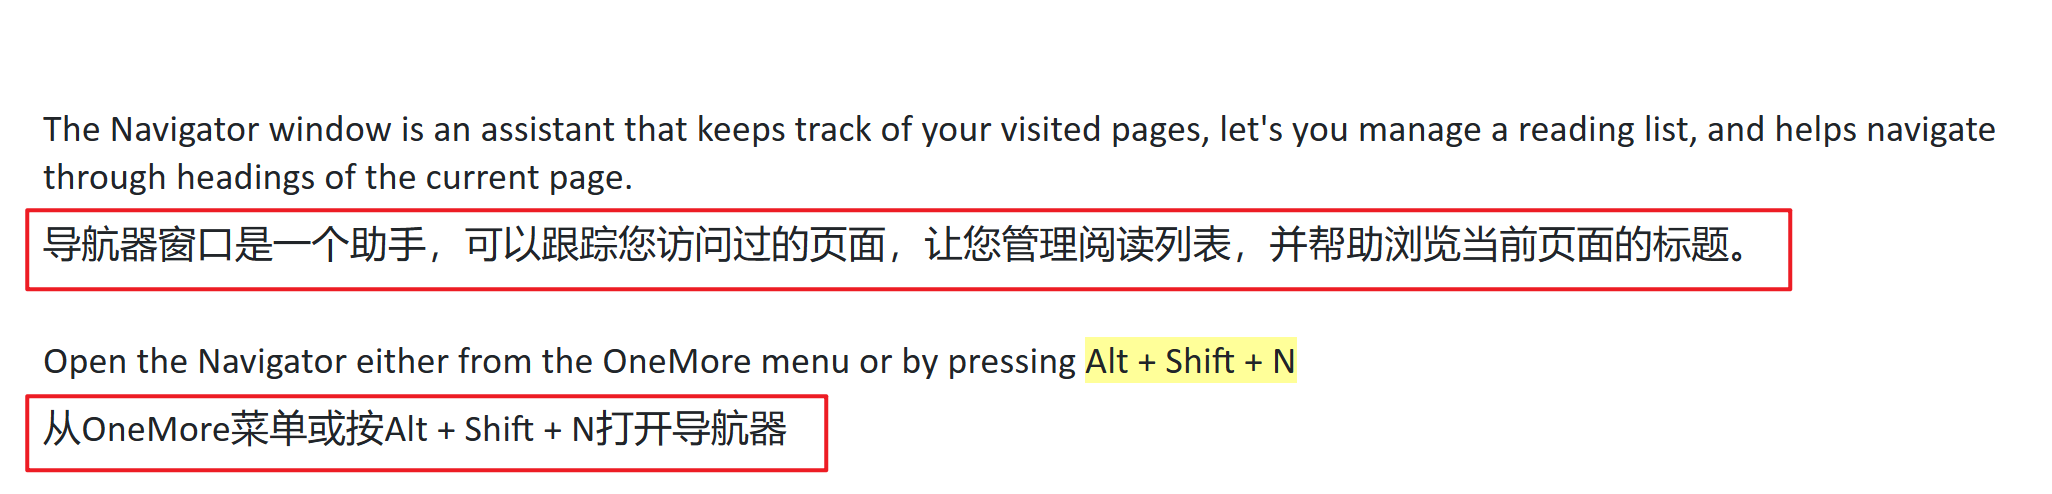 The Navigator window is an assistant that keeps track of your visited pages, let's you manage a reading list, and helps navigate
through headings of the current page.
导航器窗口是一个助手，可以跟踪您访问过的页面，让您管理阅读列表，并帮助浏览当前页面的标题。
Open the Navigator either from the OneMore menu or by pressing Alt + Shift + N
从OneMore菜单或按Alt + Shift + N打开导航器